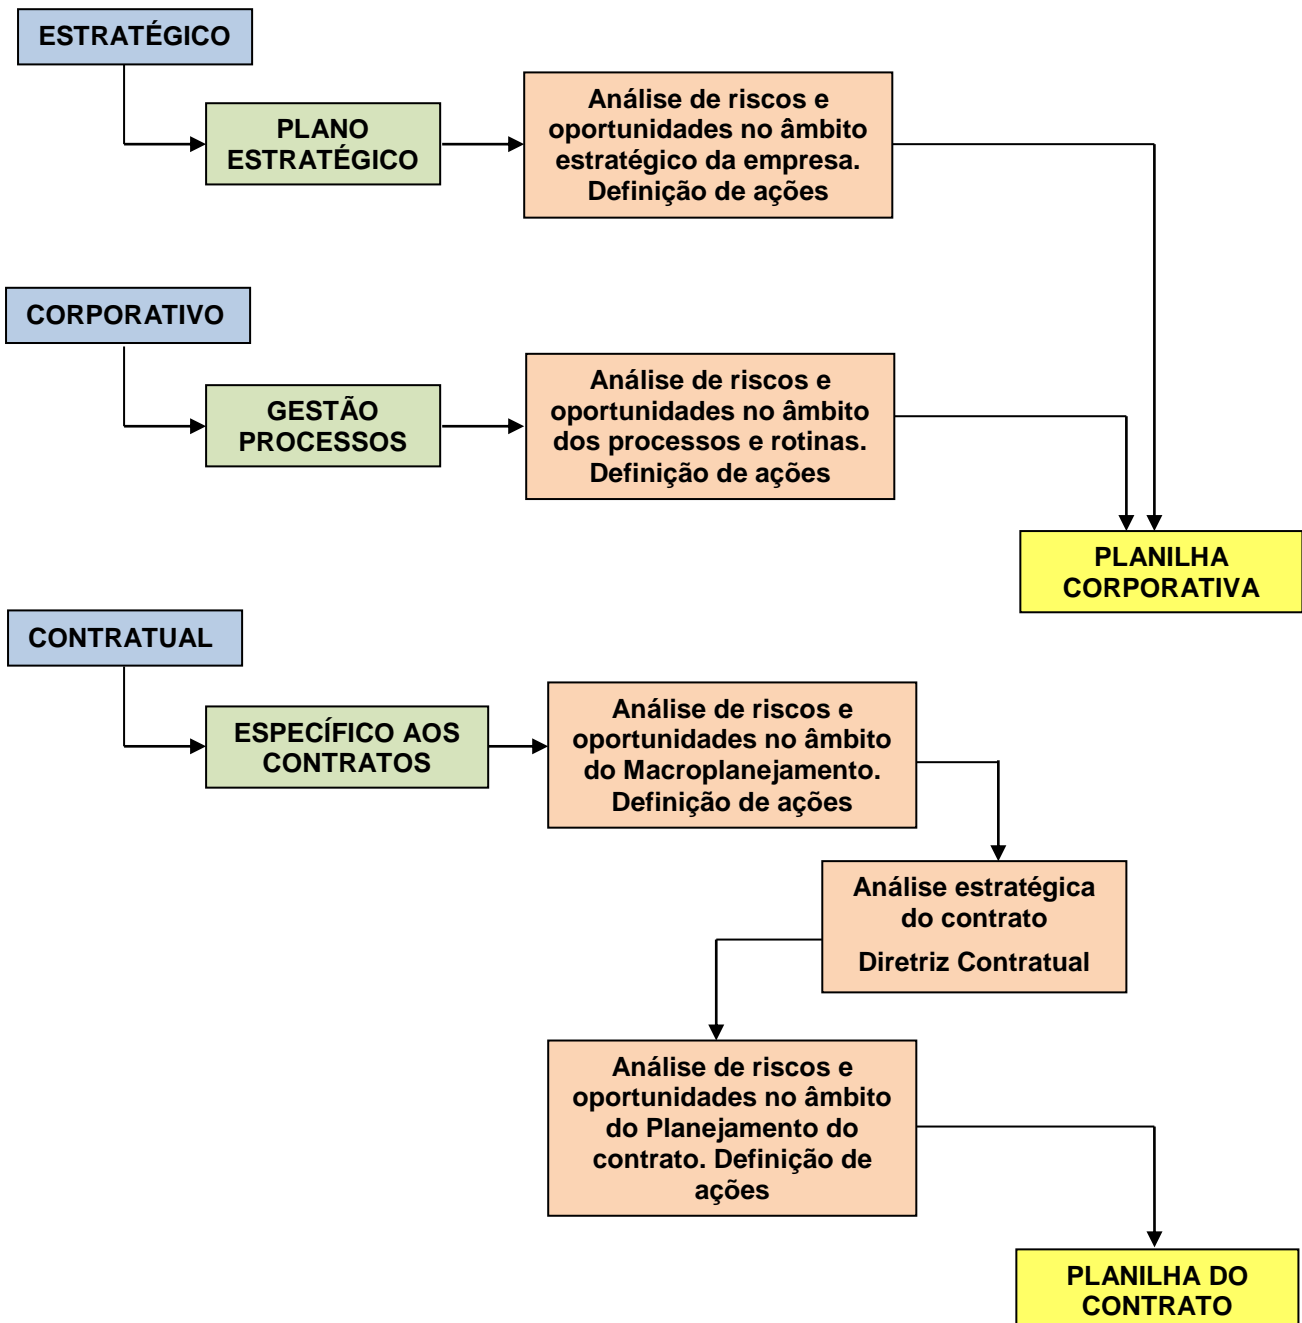 ESTRATÉGICO
PLANO
ESTRATÉGICO
Análise de riscos e
oportunidades no âmbito
estratégico da empresa.
Definição de ações
CORPORATIVO
GESTÃO
PROCESSOS
Análise de riscos e
oportunidades no âmbito
dos processos e rotinas.
Definição de ações
PLANILHA
CORPORATIVA
CONTRATUAL
ESPECÍFICO AOS
CONTRATOS
Análise de riscos e
oportunidades no âmbito
do Macroplanejamento.
Definição de ações
Análise estratégica
do contrato
Diretriz Contratual
Análise de riscos e
oportunidades no âmbito
do Planejamento do
contrato. Definição de
ações
PLANILHA DO
CONTRATO